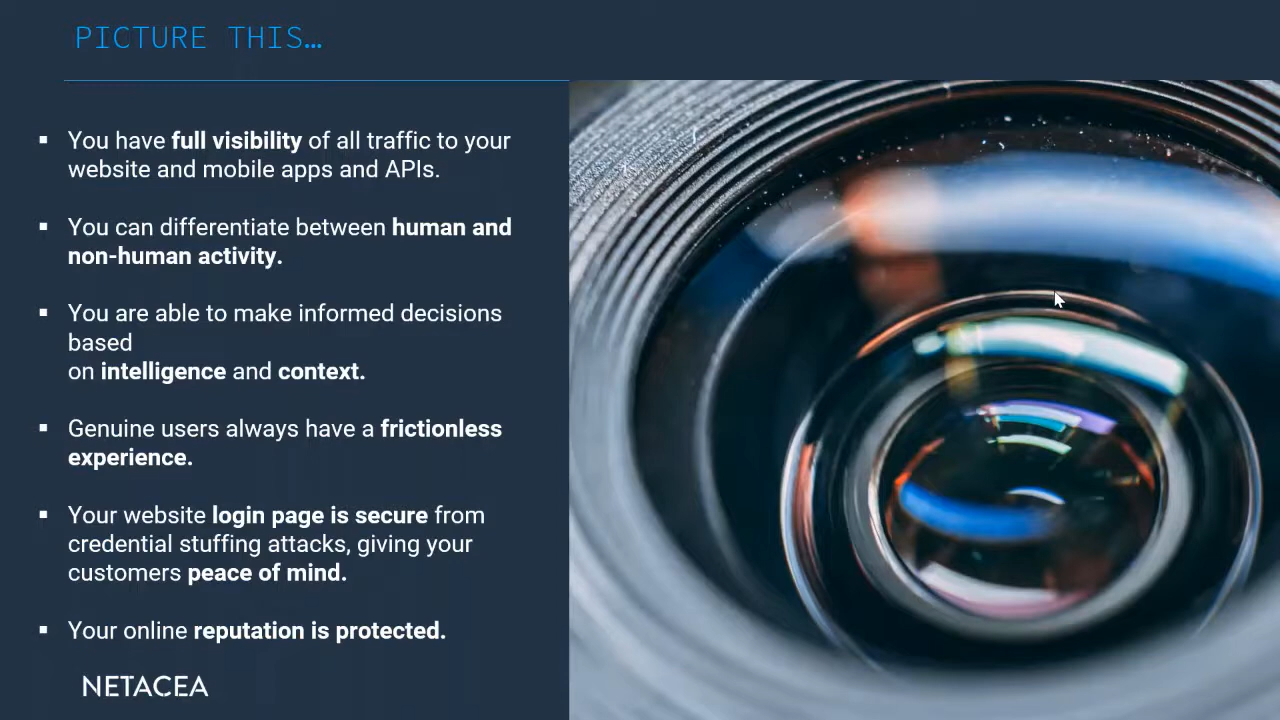 PICTURE THIS…
▪ You have full visibility of all traffic to your
website and mobile apps and APIs.
▪ You can differentiate between human and
non-human activity.
▪ You are able to make informed decisions
based
on intelligence and context.
▪ Genuine users always have a frictionless
experience.
▪ Your website login page is secure from
credential stuffing attacks, giving your
customers peace of mind.
▪ Your online reputation is protected.
NETACEA